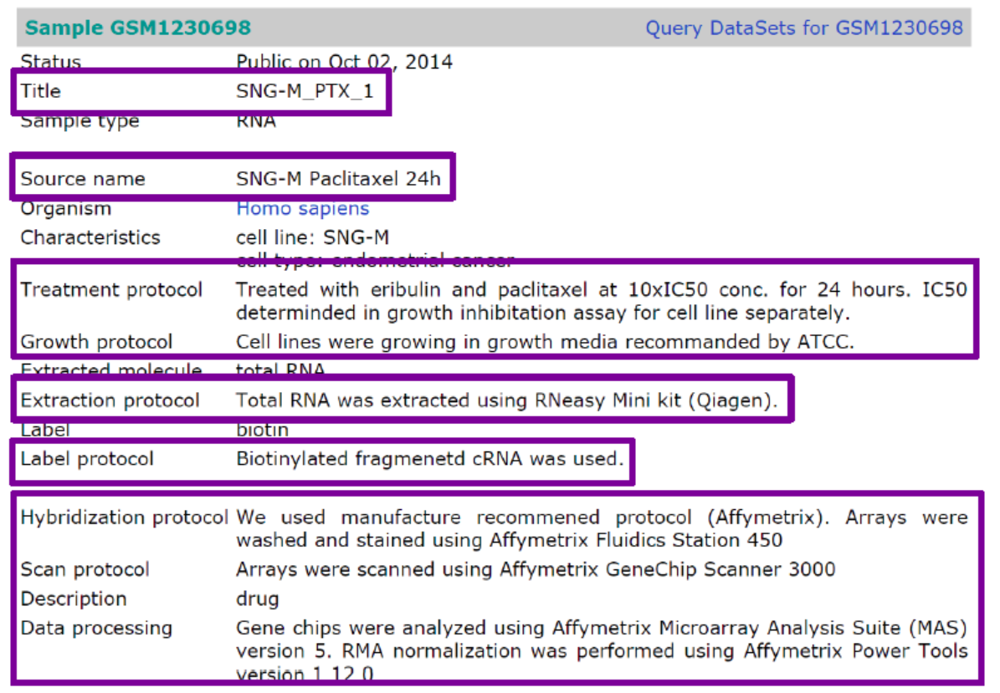 Sample GSM1230698 Query DataSets for GSM1230698
Status Public on Oct 02, 2014
Title SNG-M_PTX_1
Sample type RNA
Source name SNG-M Paclitaxel 24h
Organism Homo sapiens
Characteristics cell line: SNG-M
cell type: endometrial cancer
Treatment protocol Treated with eribulin and paclitaxel at 10xIC50 conc. for 24 hours. IC50
determinded in growth inhibitation assay for cell line separately.
Growth protocol Cell lines were growing in growth media recommanded by ATCC.
Extracted molecule total RNA
Extraction protocol Total RNA was extracted using RNeasy Mini kit (Qiagen).
Label biotin
Label protocol Biotinylated fragmenetd cRNA was used.
Hybridization protocol We used manufacture recommened protocol (Affymetrix). Arrays were
washed and stained using Affymetrix Fluidics Station 450
Scan protocol Arrays were scanned using Affymetrix GeneChip Scanner 3000
Description drug
Data processing Gene chips were analyzed using Affymetrix Microarray Analysis Suite (MAS)
version 5. RMA normalization was performed using Affymetrix Power Tools
version 1.12.0